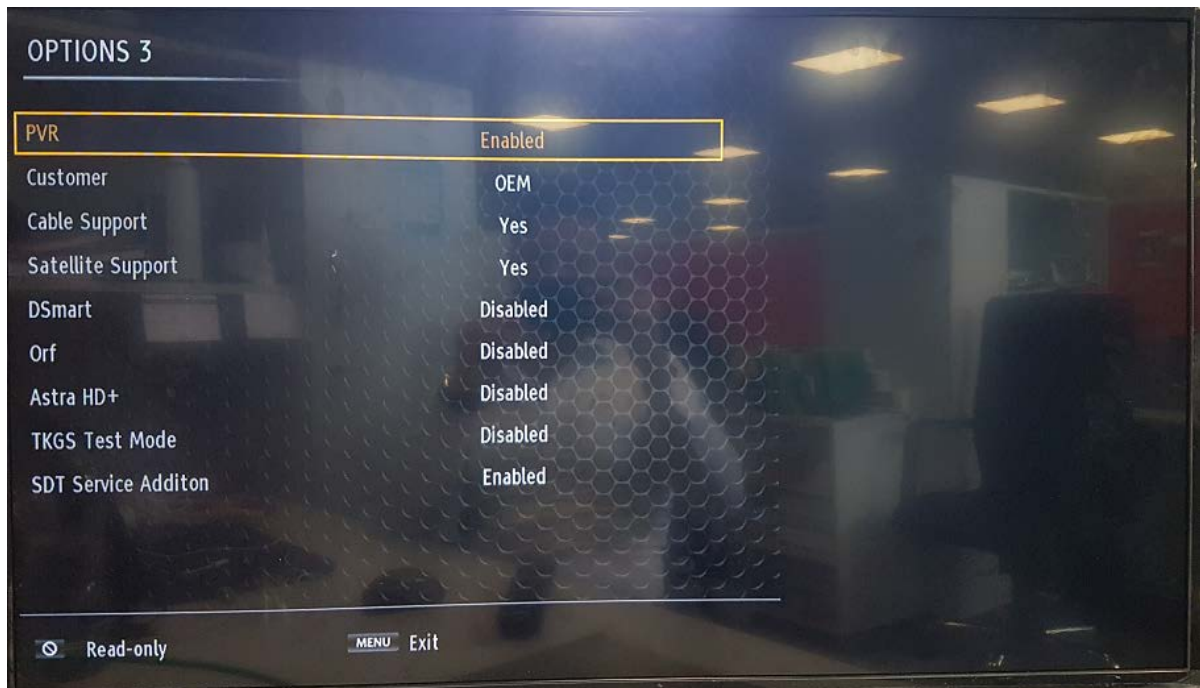 OPTIONS 3
PVR Enabled
Customer OEM
Cable Support Yes
Satellite Support Yes
DSmart Disabled
Orf Disabled
Astra HD+ Disabled
TKGS Test Mode Disabled
SDT Service Additon Enabled
Read-only MENU Exit